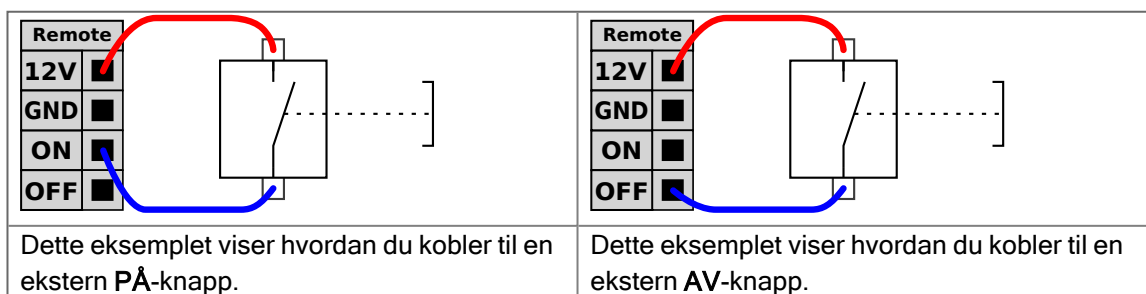 Remote
12V
GND
ON
OFF
Dette eksemplet viser hvordan du kobler til en
ekstern PÅ-knapp.
Remote
12V
GND
ON
OFF
Dette eksemplet viser hvordan du kobler til en
ekstern AV-knapp.